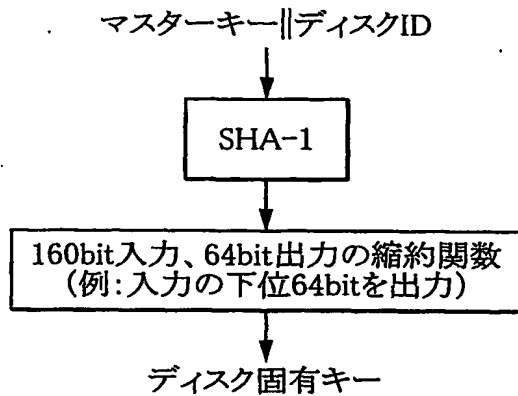 マスターキー||ディスクID
SHA-1
160bit入力、64bit出力の縮約関数
(例:入力の下位64bitを出力)
ディスク固有キー